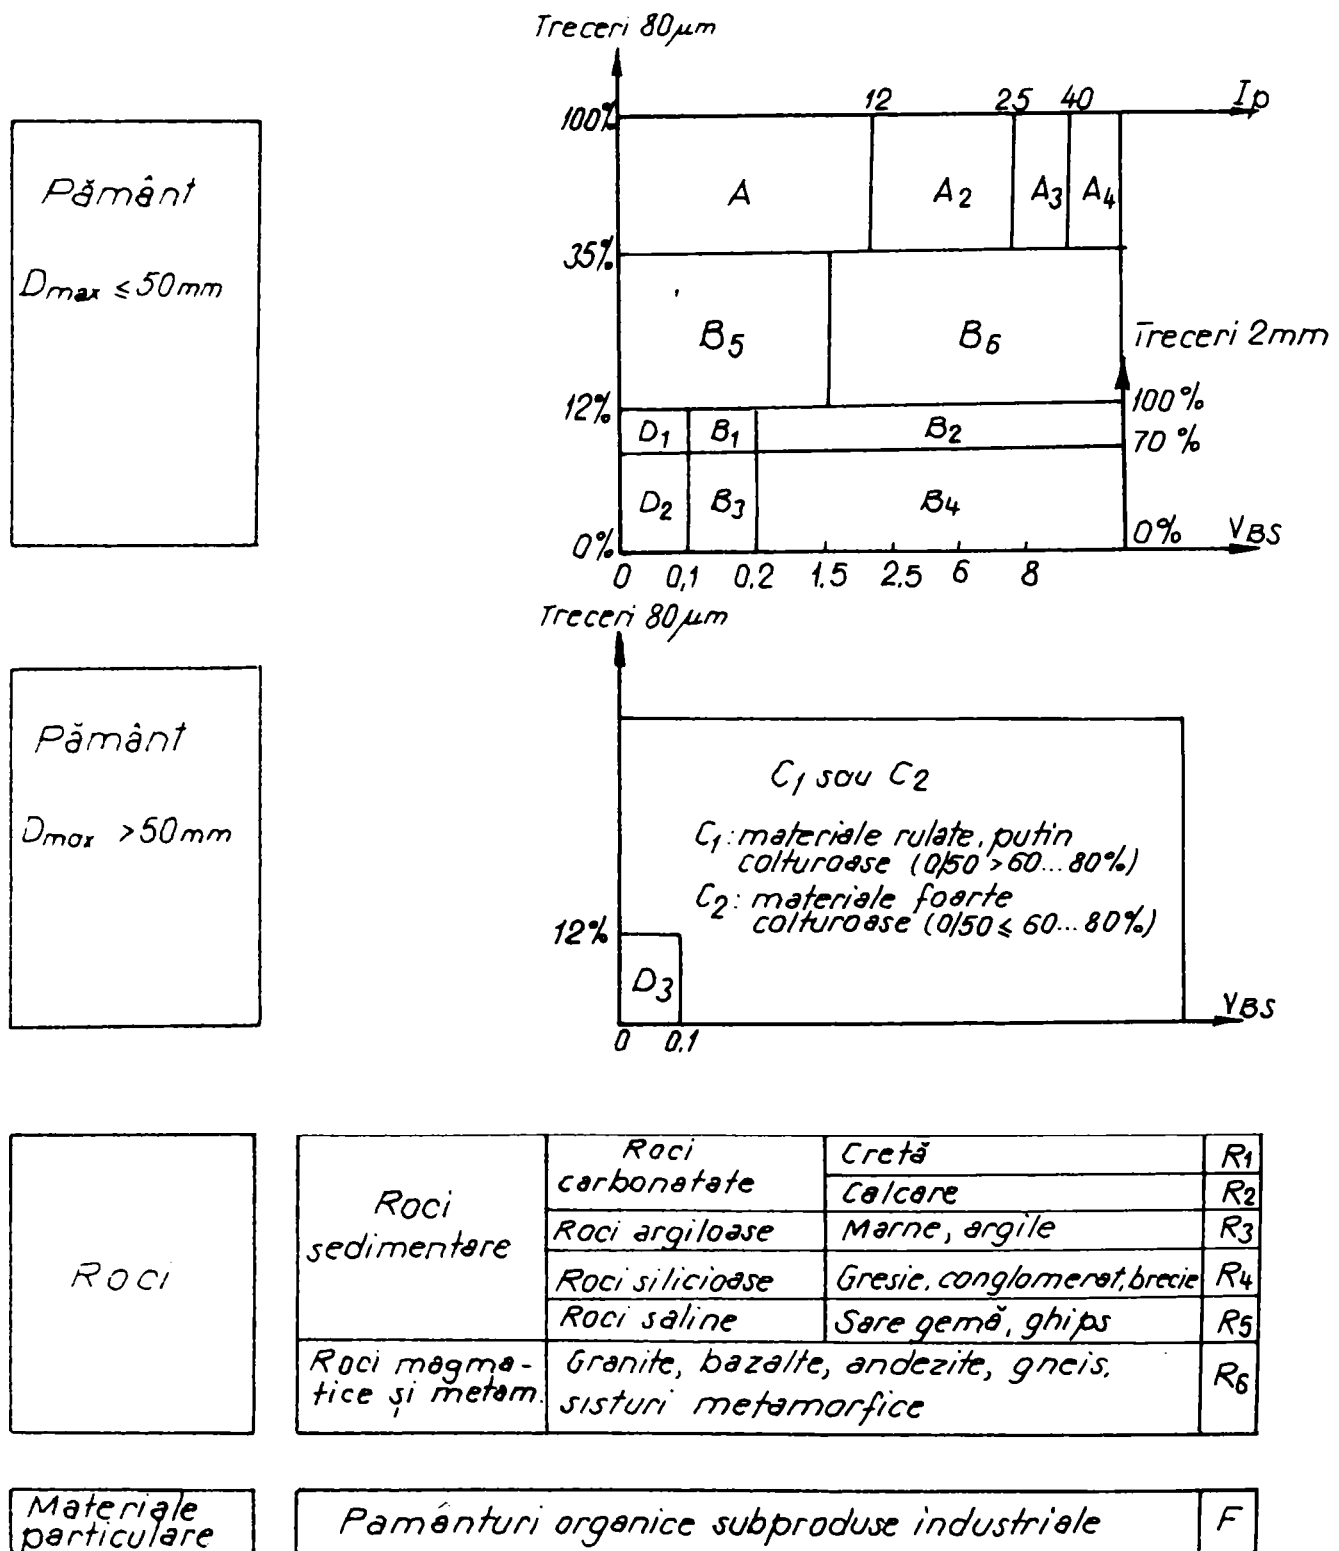 Treceri 80μm
12 25 40 Ip
100%
Pământ
Dmax ≤ 50mm
A A2 A3 A4
35%
B5 B6 Treceri 2mm
12% 100%
D1 B1 B2 70%
D2 B3 B4
0% 0% VBS
0 0,1 0.2 1.5 2.5 6 8
Treceri 80μm
Pământ
Dmax >50mm
C1 sau C2
C1: materiale rulate, putin
colturoase (0/50 >60...80%)
C2: materiale foarte
colturoase (0/50 ≤ 60...80%)
12%
D3
VBS
0 0.1
Roci
Roci
sedimentare
Roci
carbonatate
Cretă R1
Calcare R2
Roci argiloase Marne, argile R3
Roci silicioase Gresie, conglomerat, brecie R4
Roci saline Sare gemă, ghips R5
Roci magma-
tice și metam.
Granite, bazalte, andezite, gneis,
sisturi metamorfice
R6
Materiale
particulare
Pamânturi organice subproduse industriale F